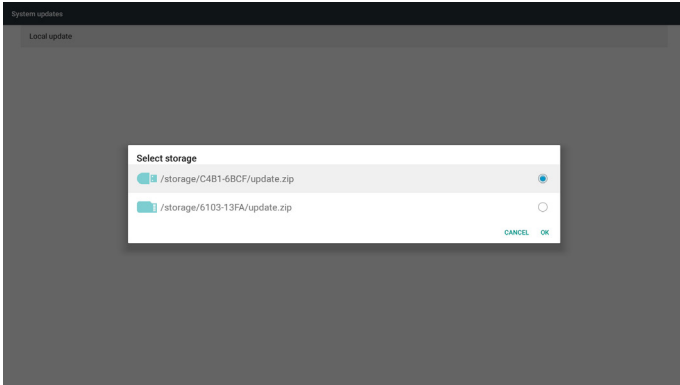 System updates
Local update
Select storage
/storage/C4B1-6BCF/update.zip
/storage/6103-13FA/update.zip
CANCEL OK